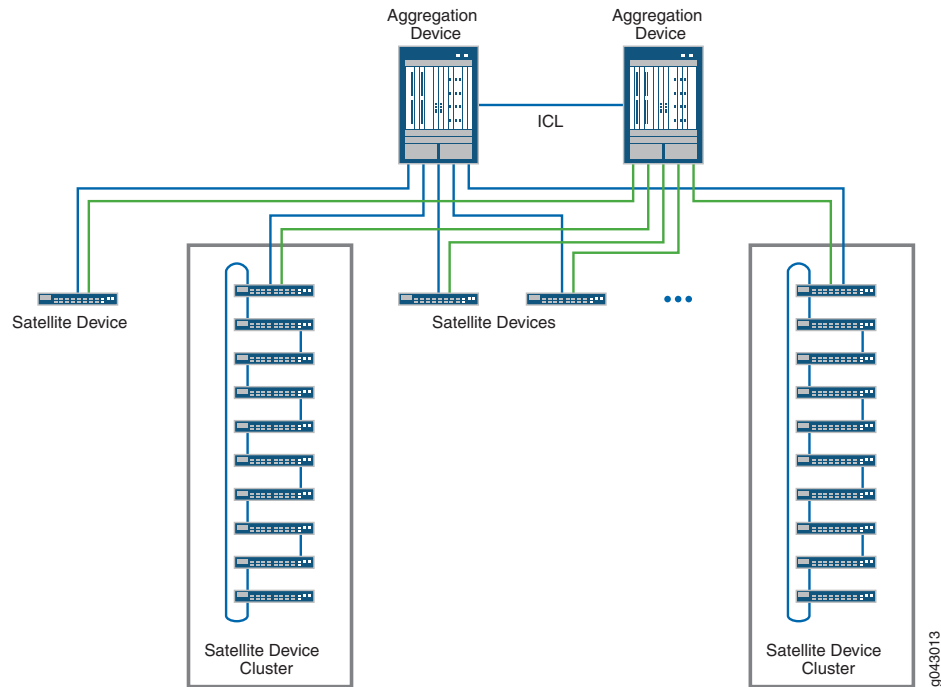 Aggregation
Device
Aggregation
Device
ICL
Satellite Device
Satellite Devices
Satellite Device
Cluster
Satellite Device
Cluster
g043013